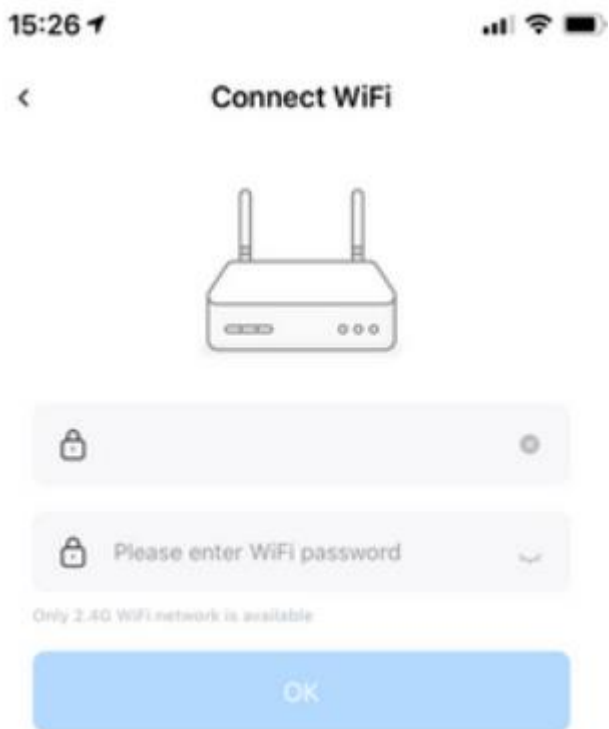 15:26
Connect WiFi
Please enter WiFi password
Only 2.4G WiFi network is available
OK